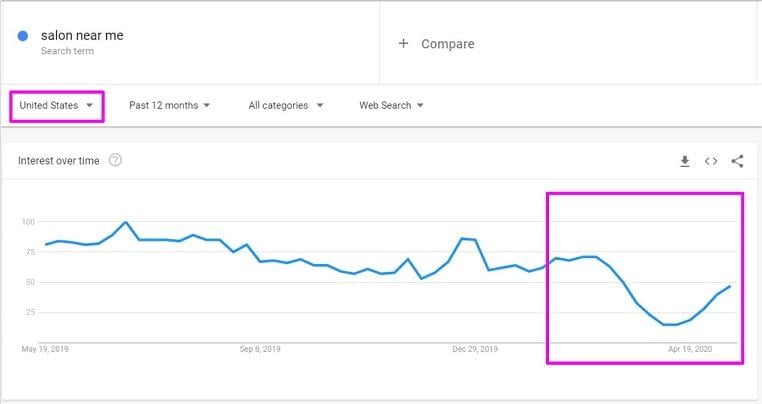 salon near me
Search term
+ Compare
United States
Past 12 months
All categories
Web Search
Interest over time ?
100
75
50
25
May 19, 2019
Sep 8, 2019
Dec 29, 2019
Apr 19, 2020